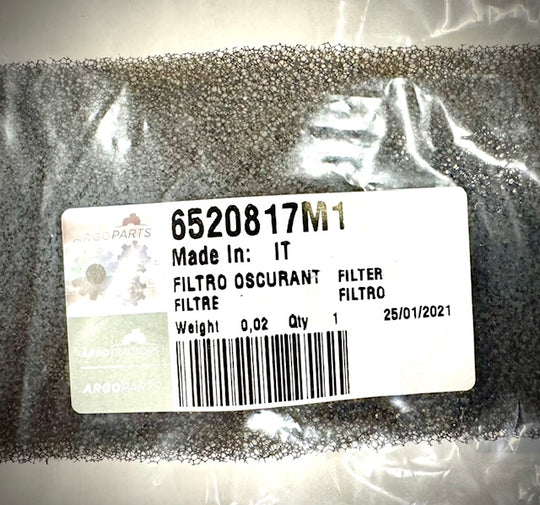 ARGOPARTS
6520817M1
Made In: IT
FILTRO OSCURANT FILTER
FILTRE FILTRO
Weight 0,02 Qty 1 25/01/2021
ARGOTRACTORS
ARGOPARTS